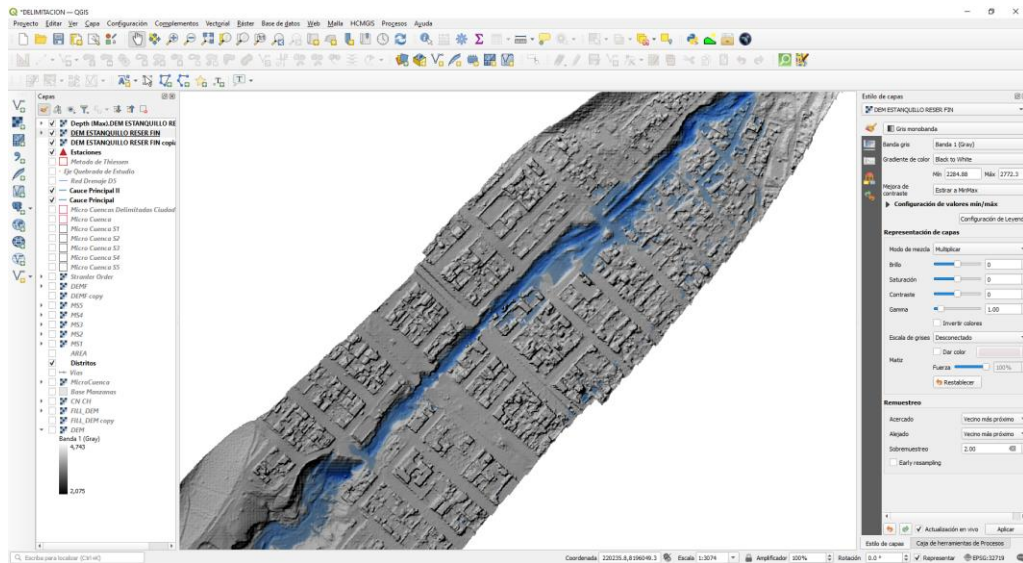 *DELIMITACION — QGIS
Proyecto Editar Ver Capa Configuración Complementos Vectorial Ráster Base de datos Web Malla HCMGIS Procesos Ayuda
Capas
Depth (Max).DEM ESTANQUILLO RE
DEM ESTANQUILLO RESER FIN
DEM ESTANQUILLO RESER FIN copi
Estaciones
Metodo de Thiessen
Eje Quebrada de Estudio
Red Drenaje D5
Cauce Principal II
Cauce Principal
Micro Cuencas Delimitadas Ciudad
Micro Cuenca
Micro Cuenca S1
Micro Cuenca S2
Micro Cuenca S3
Micro Cuenca S4
Micro Cuenca S5
Straeler Order
DEMF
DEMF copy
MS5
MS4
MS3
MS2
MS1
AREA
Distritos
Vias
MicroCuenca
Base Manzanas
CN CH
FILL_DEM
FILL_DEM copy
DEM
Banda 1 (Gray)
4,743
2,075
Estilo de capas
DEM ESTANQUILLO RESER FIN
Gris monobanda
Banda gris Banda 1 (Gray)
Gradiente de color Black to White
Mín 2284.88 Máx 2772.3
Mejora de contraste Estirar a MinMax
Configuración de valores mín/máx
Configuración de Leyend
Representación de capas
Modo de mezcla Multiplicar
Brillo 0
Saturación 0
Contraste 0
Gamma 1.00
Invertir colores
Escala de grises Desconectado
Matiz Dar color
Fuerza 100%
Restablecer
Remuestreo
Acercado Vecino más próximo
Alejado Vecino más próximo
Sobremuestreo 2.00
Early resampling
Actualización en vivo Aplicar
Estilo de capas Caja de herramientas de Procesos
Escriba para localizar (Ctrl+K) Coordenada 220235.8,8196049.3 Escala 1:3074 Amplificador 100% Rotación 0.0 ° Representar EPSG:32719